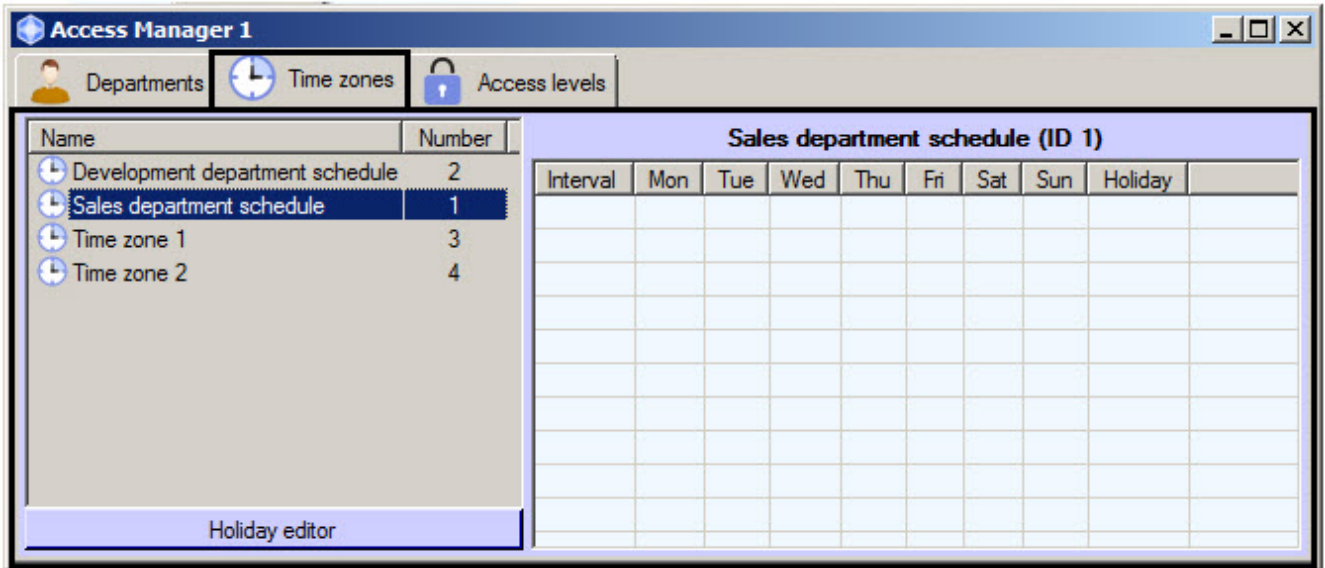 Access Manager 1
Departments Time zones Access levels
Name Number
Development department schedule 2
Sales department schedule 1
Time zone 1 3
Time zone 2 4
Holiday editor
Sales department schedule (ID 1)
Interval Mon Tue Wed Thu Fri Sat Sun Holiday